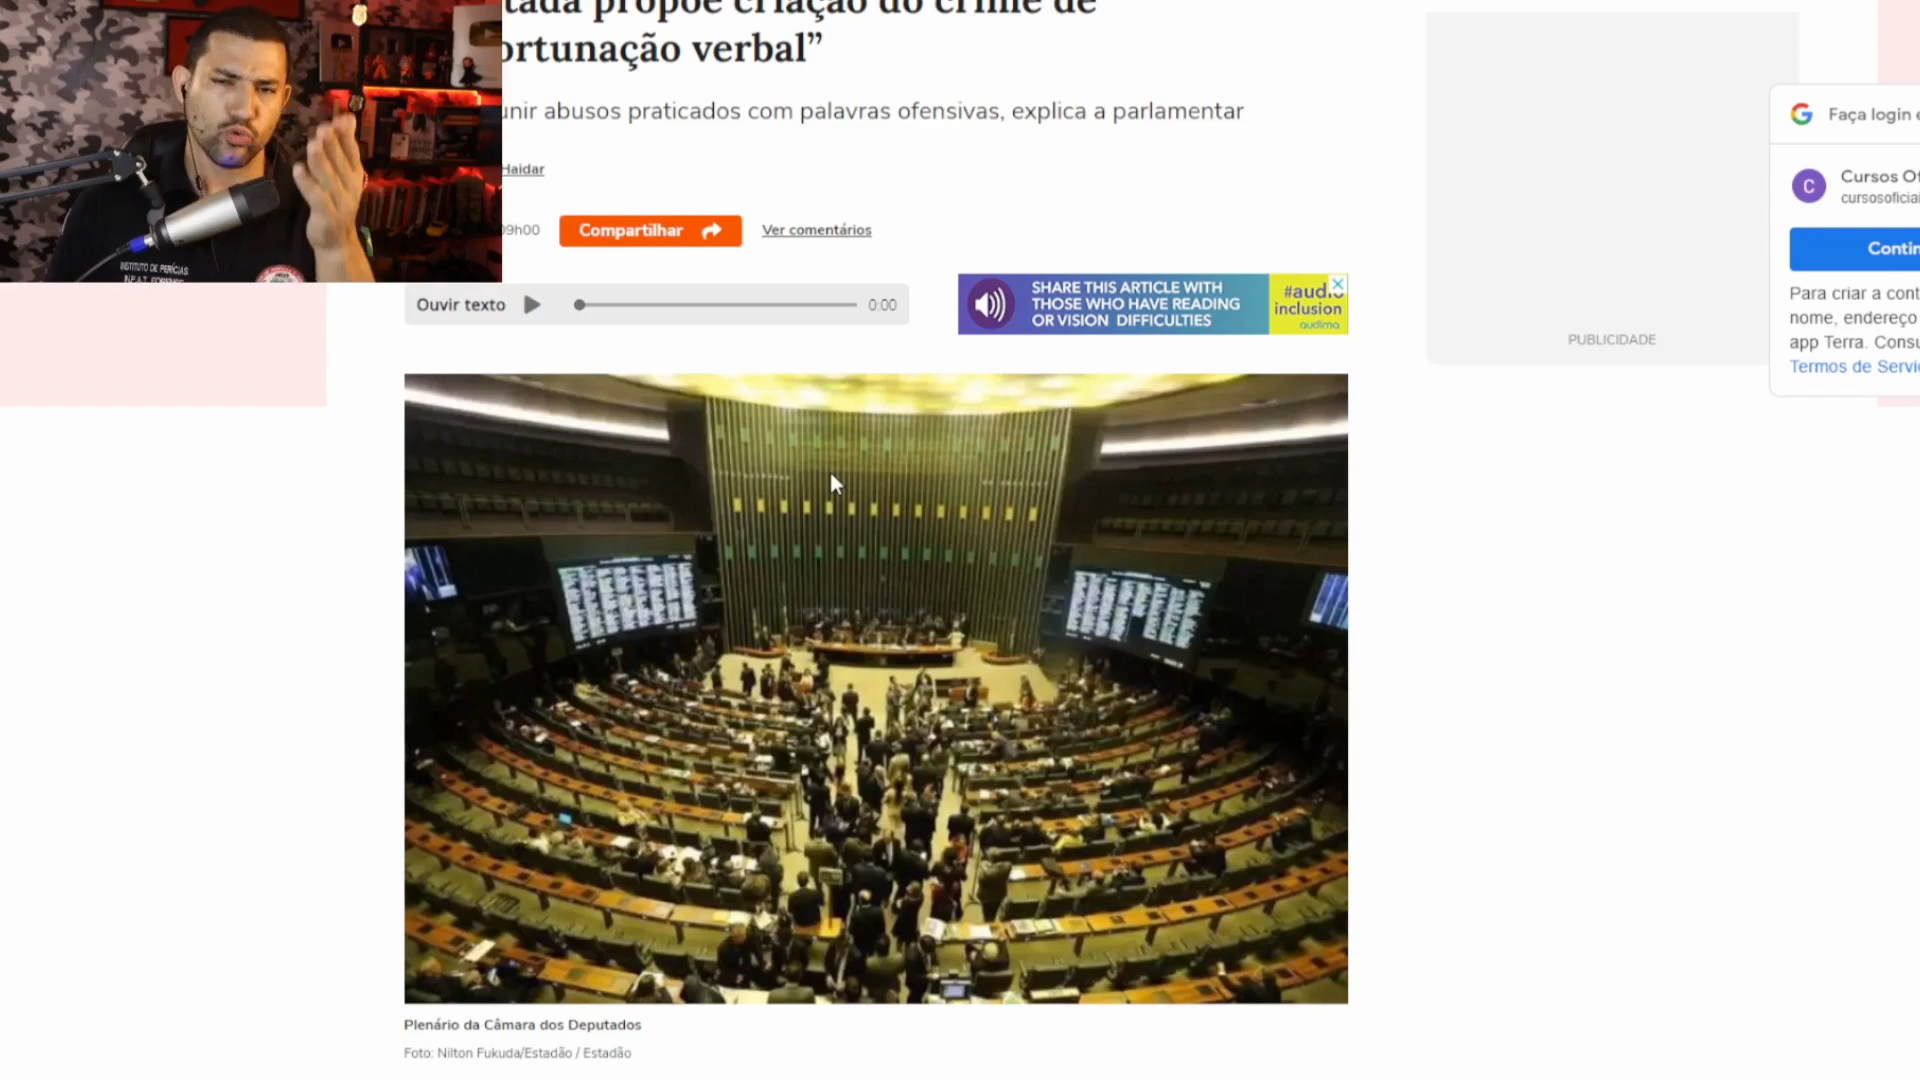 tada propõe criação do crime de
ortunação verbal”
unir abusos praticados com palavras ofensivas, explica a parlamentar
Haidar
09h00
Compartilhar
Ver comentários
Ouvir texto
0:00
SHARE THIS ARTICLE WITH
THOSE WHO HAVE READING
OR VISION DIFFICULTIES
#audio
inclusion
audima
PUBLICIDADE
Faça login e
C
Cursos Of
cursosoficiai
Contin
Para criar a cont
nome, endereço
app Terra. Consu
Termos de Serviç
INSTITUTO DE PERÍCIAS
Plenário da Câmara dos Deputados
Foto: Nilton Fukuda/Estadão / Estadão